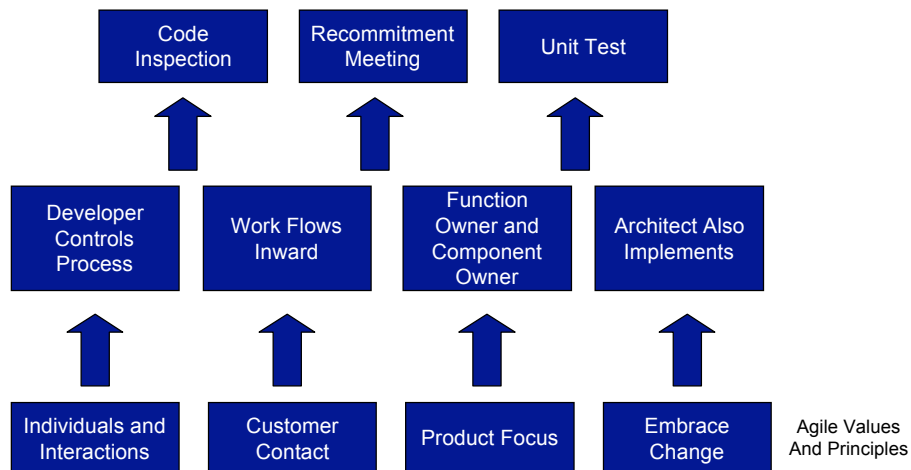 Code
Inspection
Recommitment
Meeting
Unit Test
Developer
Controls
Process
Work Flows
Inward
Function
Owner and
Component
Owner
Architect Also
Implements
Individuals and
Interactions
Customer
Contact
Product Focus
Embrace
Change
Agile Values
And Principles